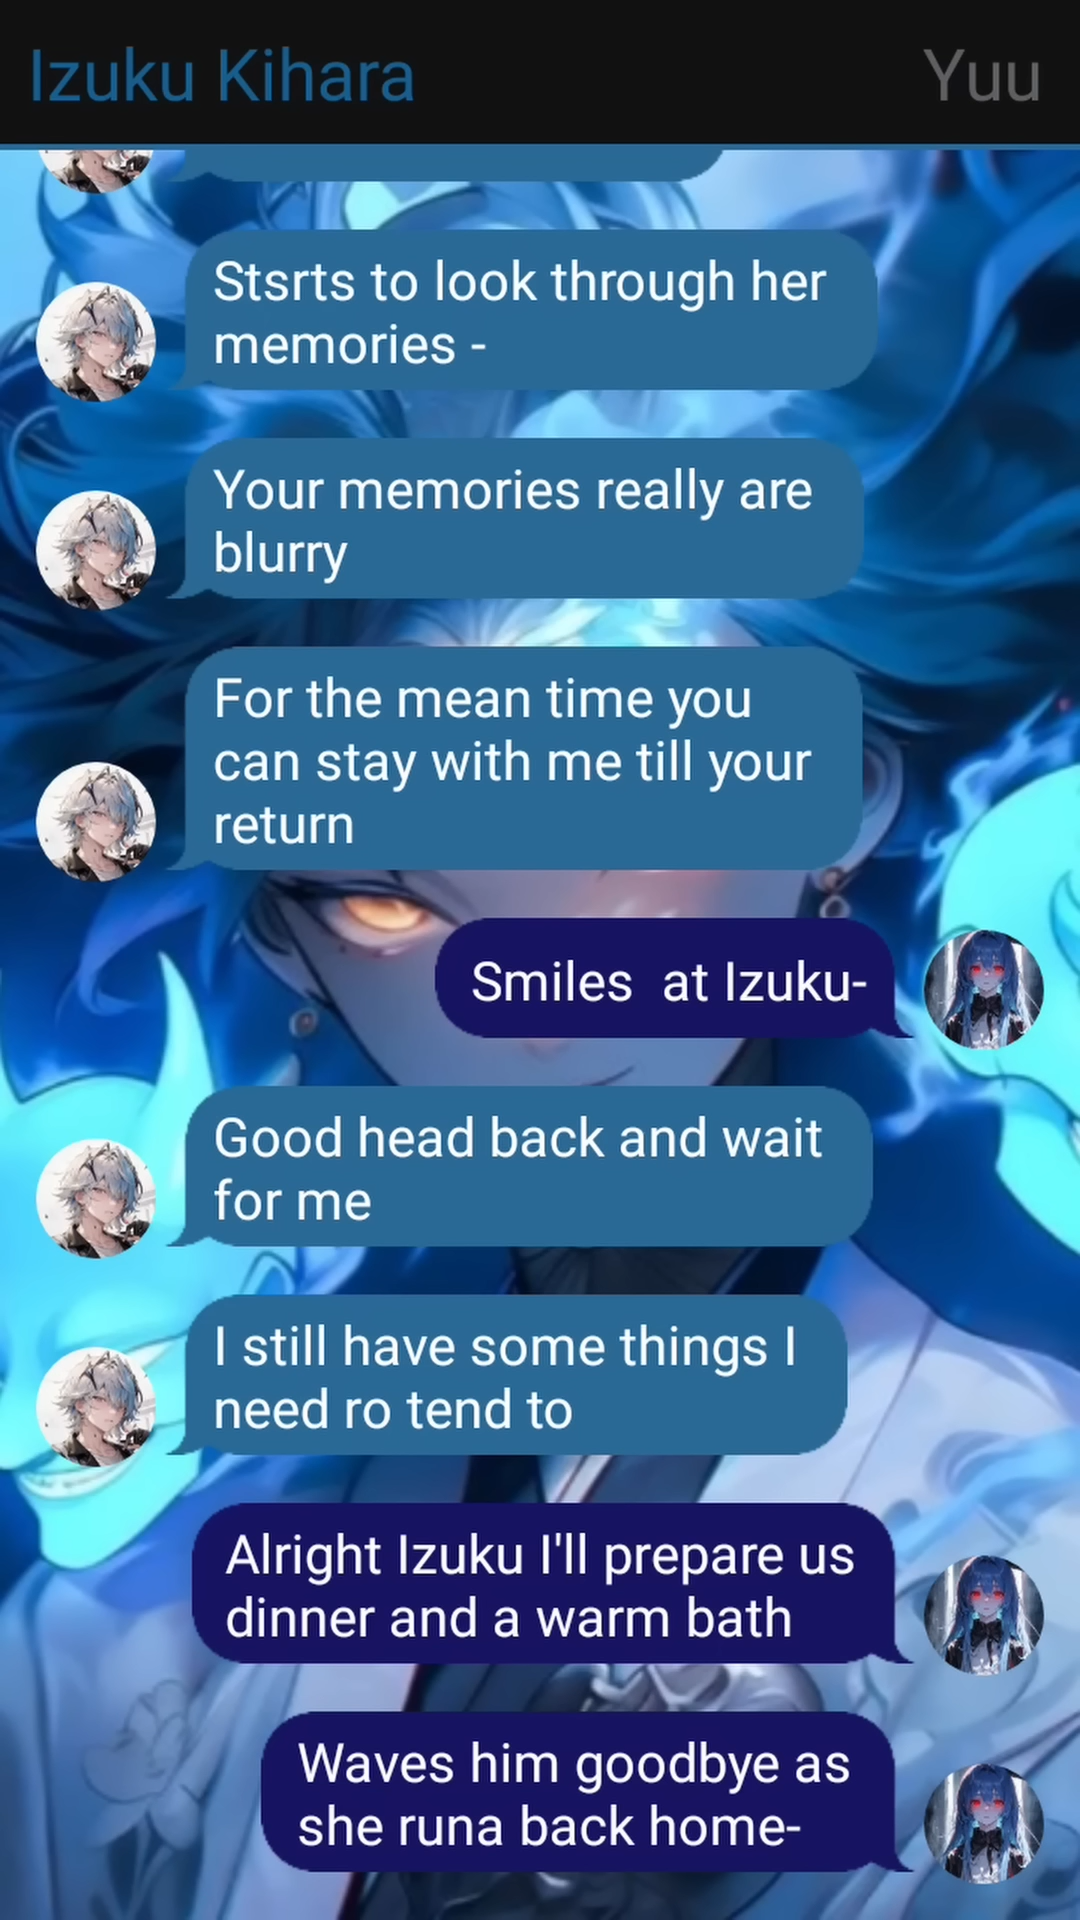 Izuku Kihara
Yuu
Stsrts to look through her
memories -
Your memories really are
blurry
For the mean time you
can stay with me till your
return
Smiles  at Izuku-
Good head back and wait
for me
I still have some things I
need ro tend to
Alright Izuku I'll prepare us
dinner and a warm bath
Waves him goodbye as
she runa back home-